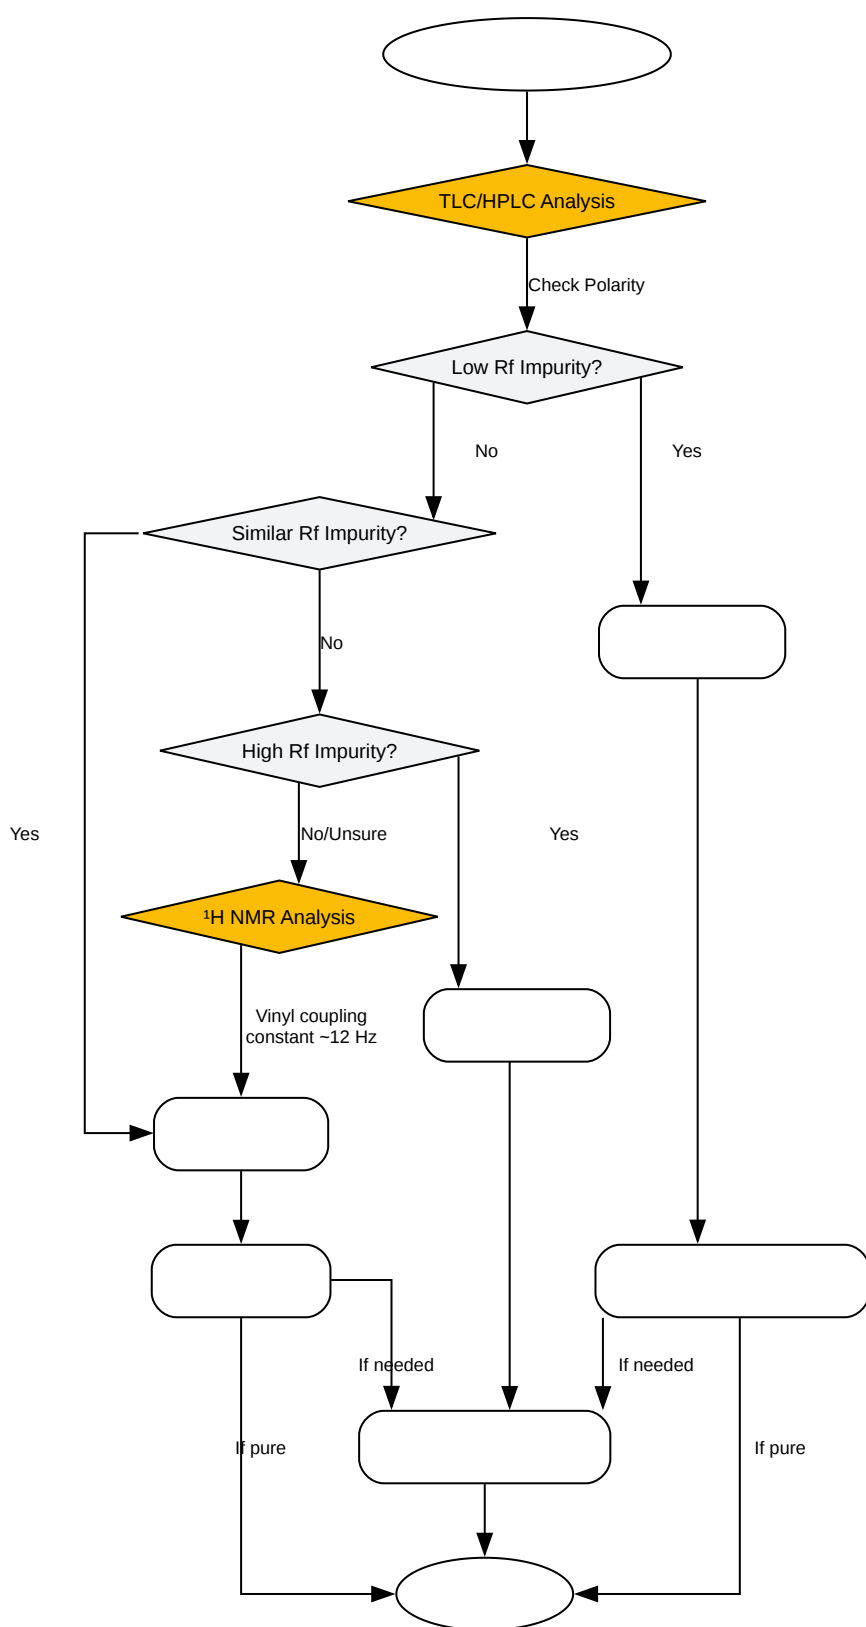 TLC/HPLC Analysis
Check Polarity
Low Rf Impurity?
No
Yes
Similar Rf Impurity?
No
High Rf Impurity?
Yes
No/Unsure
Yes
¹H NMR Analysis
Vinyl coupling
constant ~12 Hz
If needed
If needed
If pure
If pure